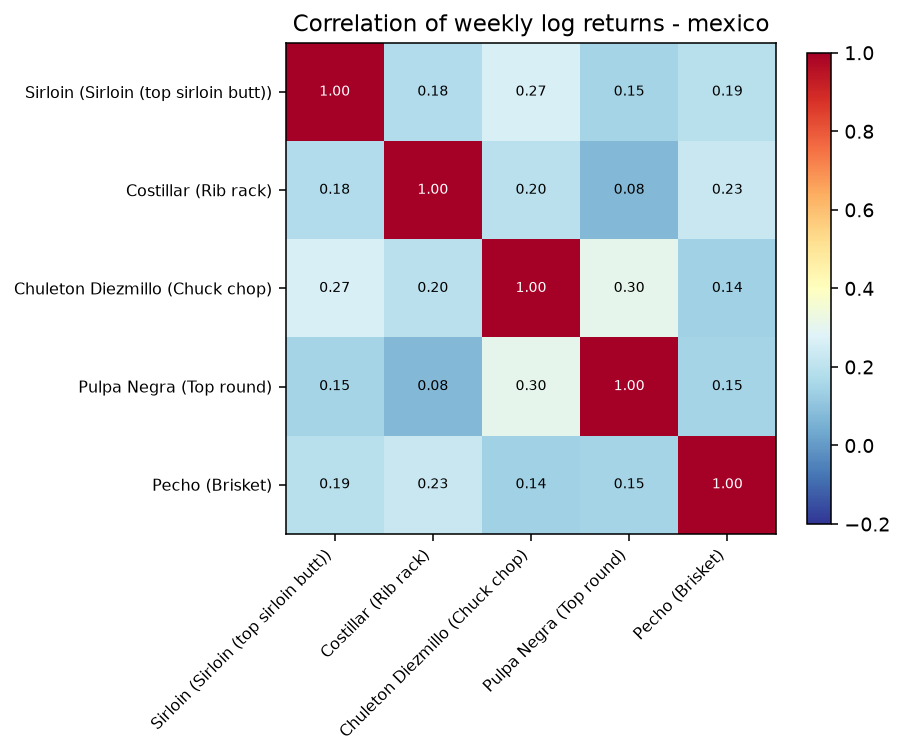 Correlation of weekly log returns - mexico
Sirloin (Sirloin (top sirloin butt))
1.00 0.18 0.27 0.15 0.19
Costillar (Rib rack)
0.18 1.00 0.20 0.08 0.23
Chuleton Diezmillo (Chuck chop)
0.27 0.20 1.00 0.30 0.14
Pulpa Negra (Top round)
0.15 0.08 0.30 1.00 0.15
Pecho (Brisket)
0.19 0.23 0.14 0.15 1.00
Sirloin (Sirloin (top sirloin butt))
Costillar (Rib rack)
Chuleton Diezmillo (Chuck chop)
Pulpa Negra (Top round)
Pecho (Brisket)
1.0
0.8
0.6
0.4
0.2
0.0
−0.2